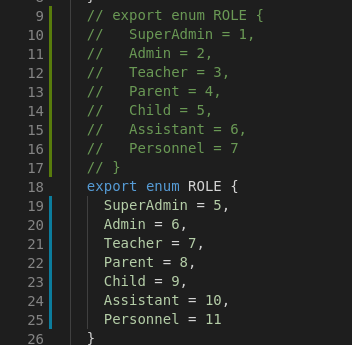 9 // export enum ROLE {
10 //   SuperAdmin = 1,
11 //   Admin = 2,
12 //   Teacher = 3,
13 //   Parent = 4,
14 //   Child = 5,
15 //   Assistant = 6,
16 //   Personnel = 7
17 // }
18 export enum ROLE {
19   SuperAdmin = 5,
20   Admin = 6,
21   Teacher = 7,
22   Parent = 8,
23   Child = 9,
24   Assistant = 10,
25   Personnel = 11
26 }